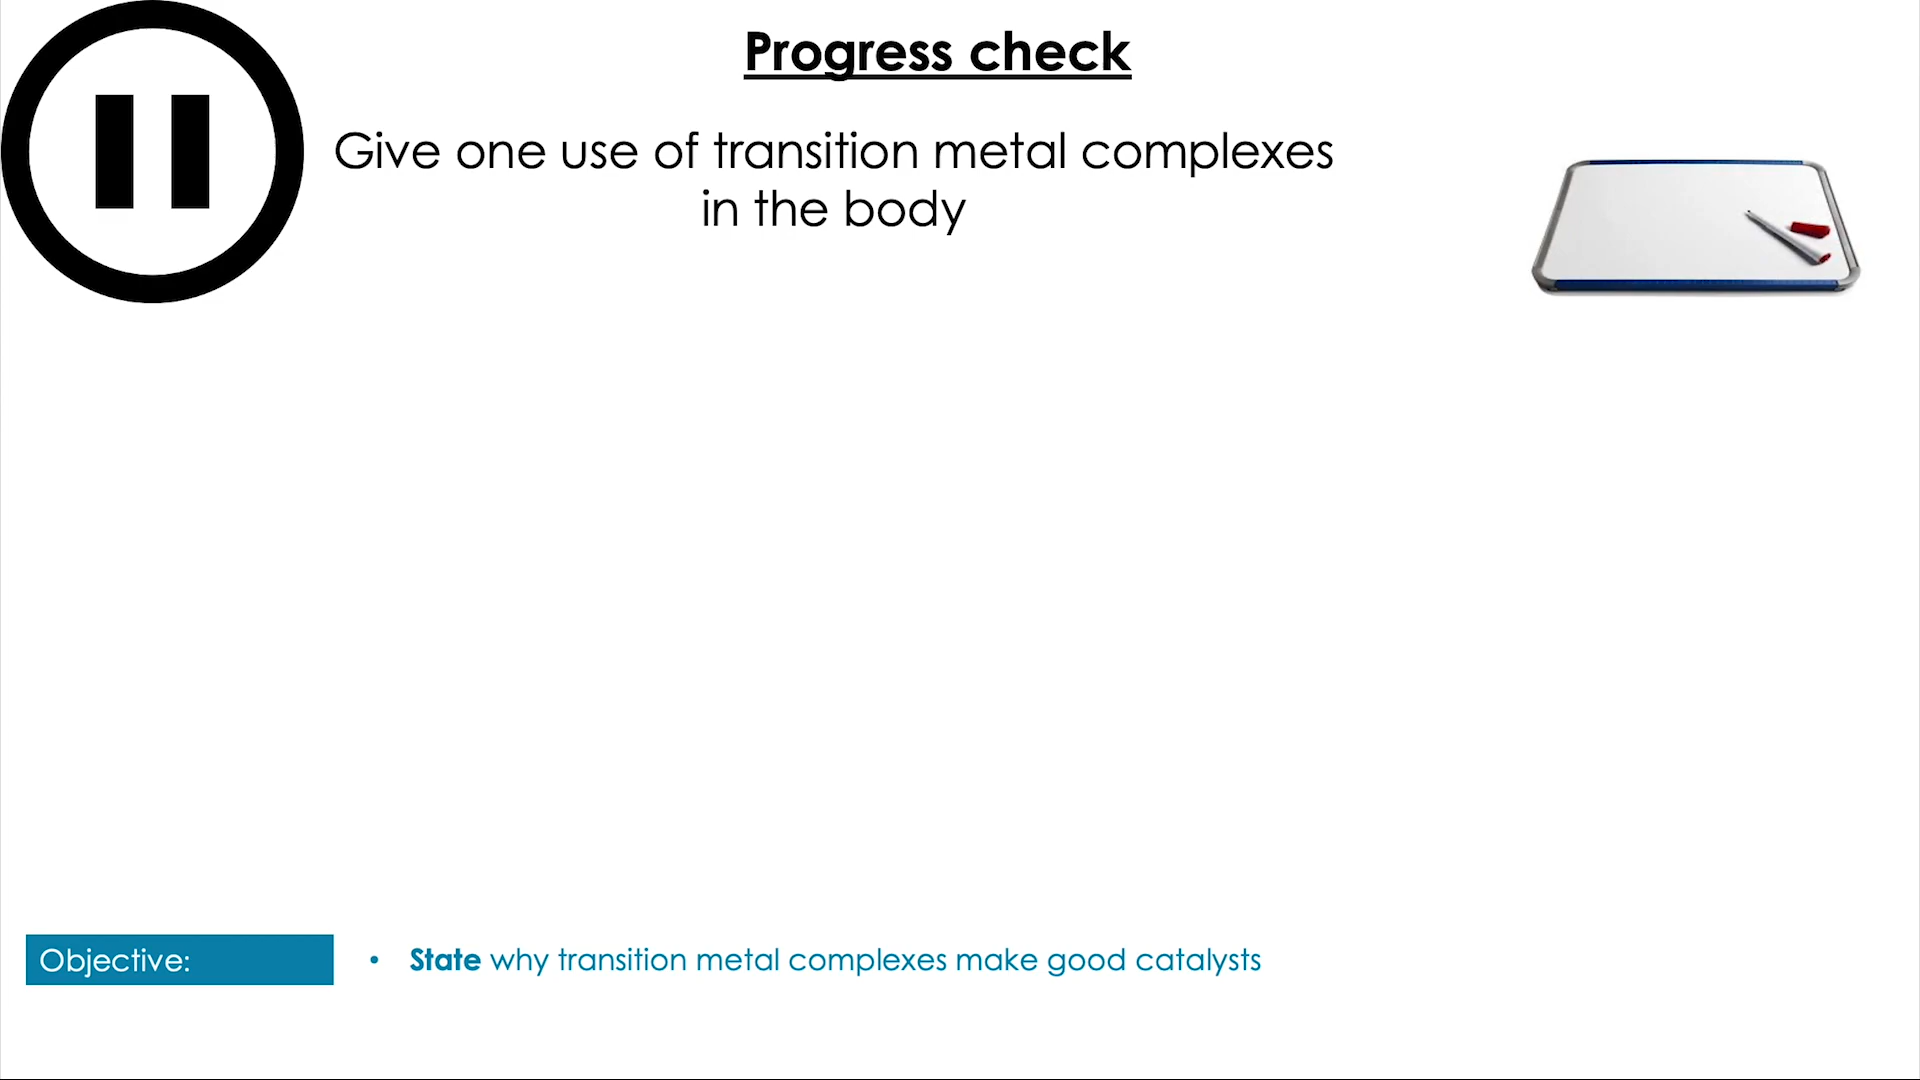 Progress check
Give one use of transition metal complexes
in the body
Objective:
• State why transition metal complexes make good catalysts